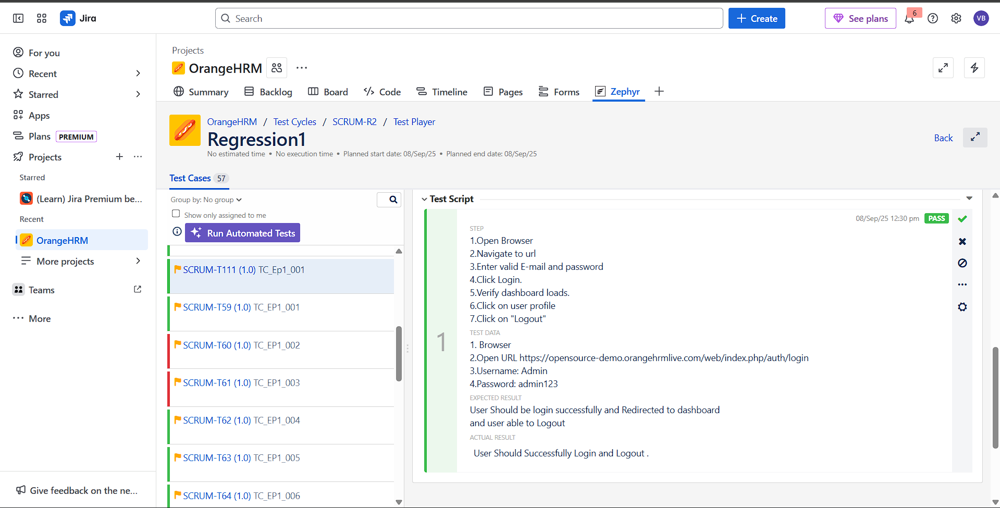 Jira
Search
Create
See plans
6
VB
For you
Recent
Starred
Apps
Plans PREMIUM
Projects
Starred
(Learn) Jira Premium be...
Recent
OrangeHRM
More projects
Teams
More
Give feedback on the ne...
Projects
OrangeHRM
Summary
Backlog
Board
Code
Timeline
Pages
Forms
Zephyr
OrangeHRM / Test Cycles / SCRUM-R2 / Test Player
Regression1
No estimated time • No execution time • Planned start date: 08/Sep/25 • Planned end date: 08/Sep/25
Back
Test Cases 57
Group by: No group
Show only assigned to me
Run Automated Tests
SCRUM-T111 (1.0) TC_Ep1_001
SCRUM-T59 (1.0) TC_EP1_001
SCRUM-T60 (1.0) TC_EP1_002
SCRUM-T61 (1.0) TC_EP1_003
SCRUM-T62 (1.0) TC_EP1_004
SCRUM-T63 (1.0) TC_EP1_005
SCRUM-T64 (1.0) TC_EP1_006
Test Script
08/Sep/25 12:30 pm PASS
1
STEP
1.Open Browser
2.Navigate to url
3.Enter valid E-mail and password
4.Click Login.
5.Verify dashboard loads.
6.Click on user profile
7.Click on "Logout"
TEST DATA
1. Browser
2.Open URL https://opensource-demo.orangehrmlive.com/web/index.php/auth/login
3.Username: Admin
4.Password: admin123
EXPECTED RESULT
User Should be login successfully and Redirected to dashboard
and user able to Logout
ACTUAL RESULT
User Should Successfully Login and Logout .